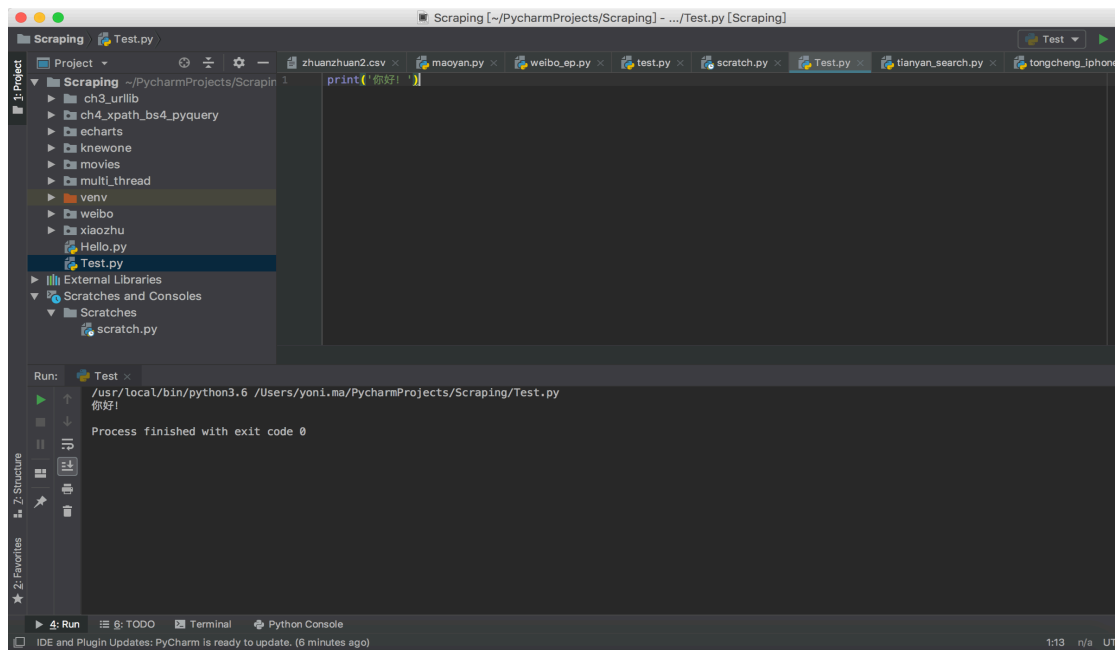 Scraping [~/PycharmProjects/Scraping] - .../Test.py [Scraping]
Scraping Test.py
Test
1: Project
Project
zhuanzhuan2.csv maoyan.py weibo_ep.py test.py scratch.py Test.py tianyan_search.py tongcheng_iphone
Scraping ~/PycharmProjects/Scrapin
ch3_urllib
ch4_xpath_bs4_pyquery
echarts
knewone
movies
multi_thread
venv
weibo
xiaozhu
Hello.py
Test.py
External Libraries
Scratches and Consoles
Scratches
scratch.py
1 print('你好! ')
Run: Test
/usr/local/bin/python3.6 /Users/yoni.ma/PycharmProjects/Scraping/Test.py
你好!
Process finished with exit code 0
Z: Structure
2: Favorites
4: Run 6: TODO Terminal Python Console
IDE and Plugin Updates: PyCharm is ready to update. (6 minutes ago)
1:13 n/a UT